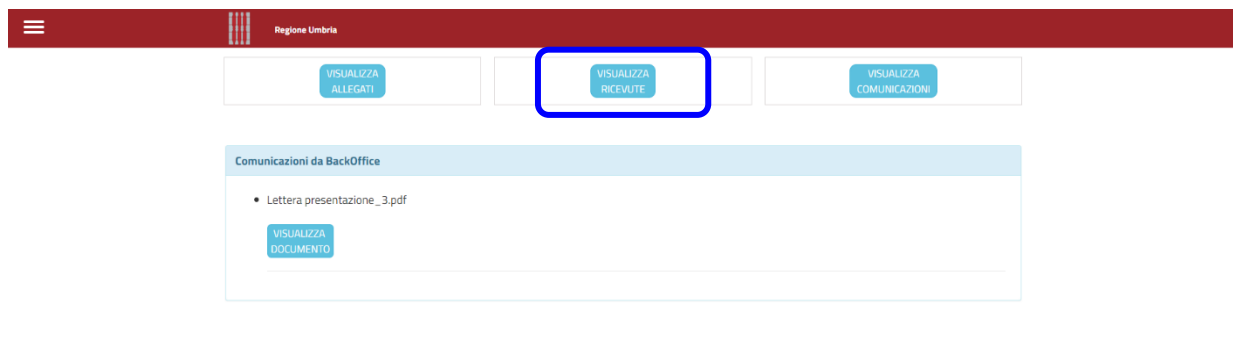 Regione Umbria
VISUALIZZA
ALLEGATI
VISUALIZZA
RICEVUTE
VISUALIZZA
COMUNICAZIONI
Comunicazioni da BackOffice
Lettera presentazione_3.pdf
VISUALIZZA
DOCUMENTO